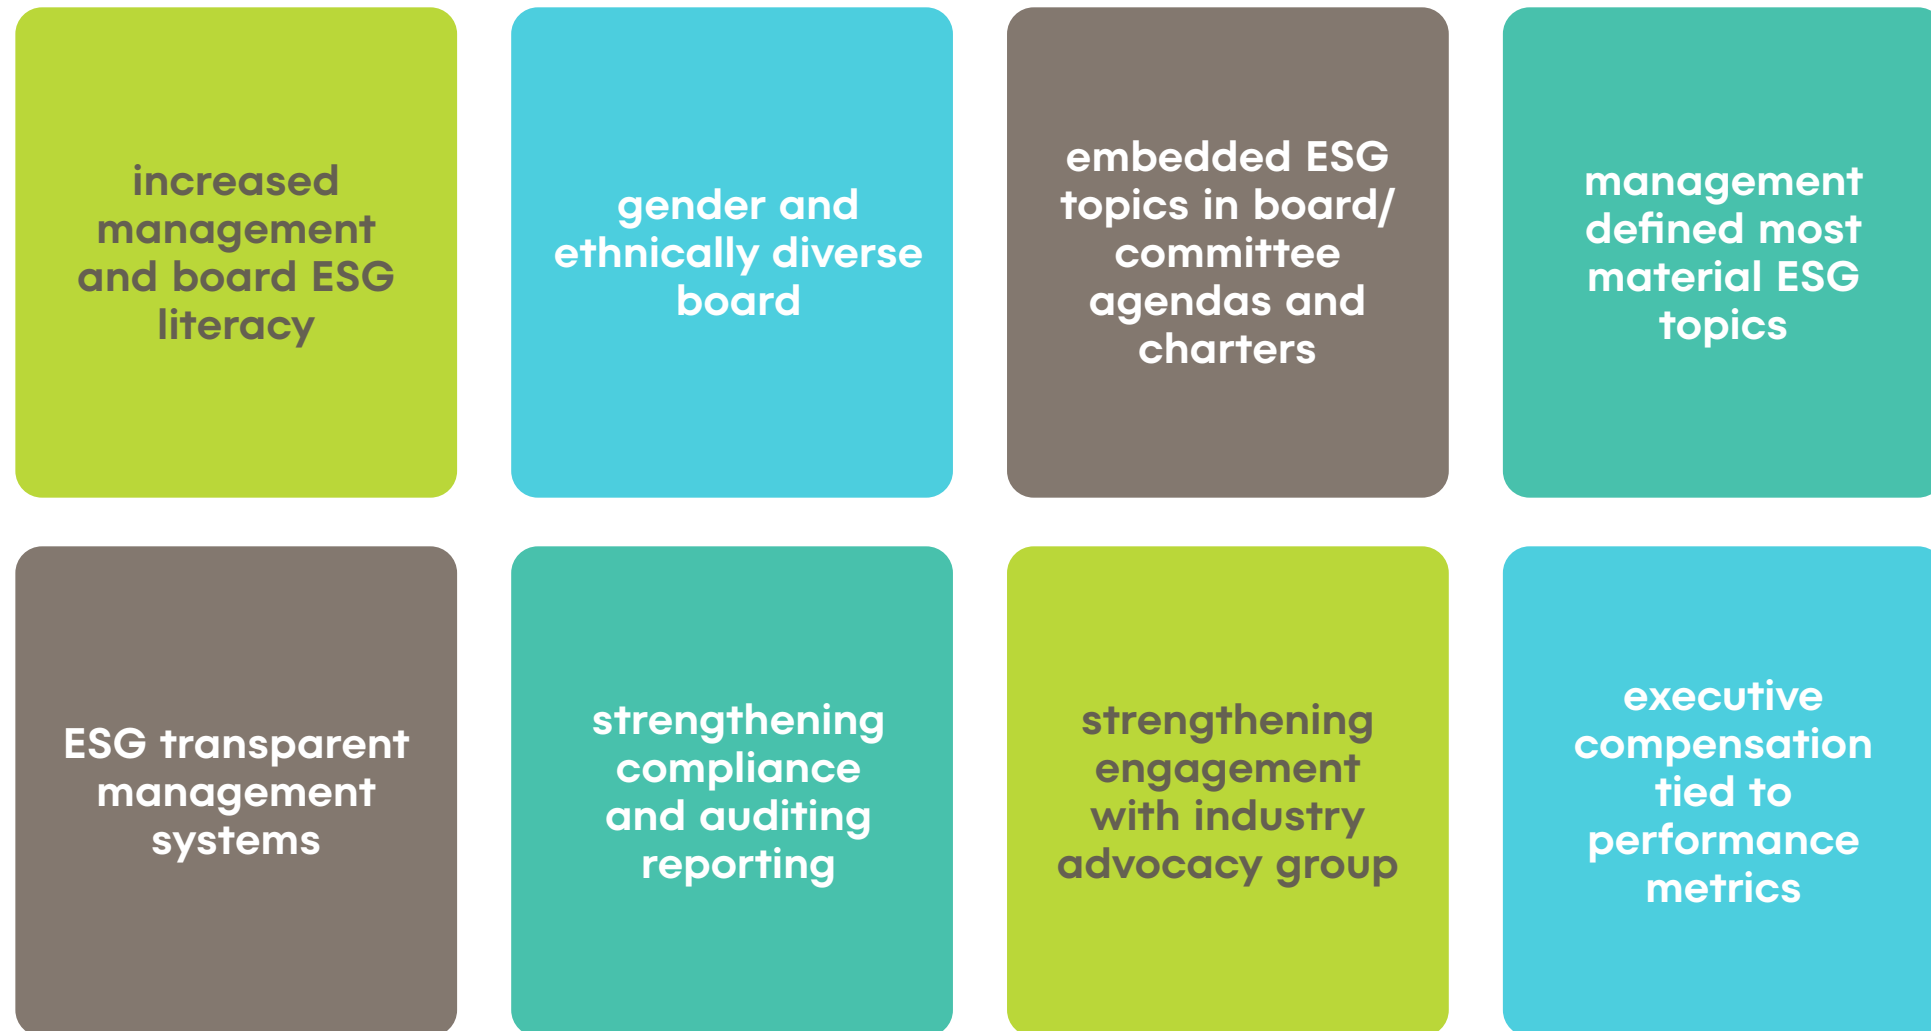 increased
management
and board ESG
literacy
gender and
ethnically diverse
board
embedded ESG
topics in board/
committee
agendas and
charters
management
defined most
material ESG
topics
ESG transparent
management
systems
strengthening
compliance
and auditing
reporting
strengthening
engagement
with industry
advocacy group
executive
compensation
tied to
performance
metrics